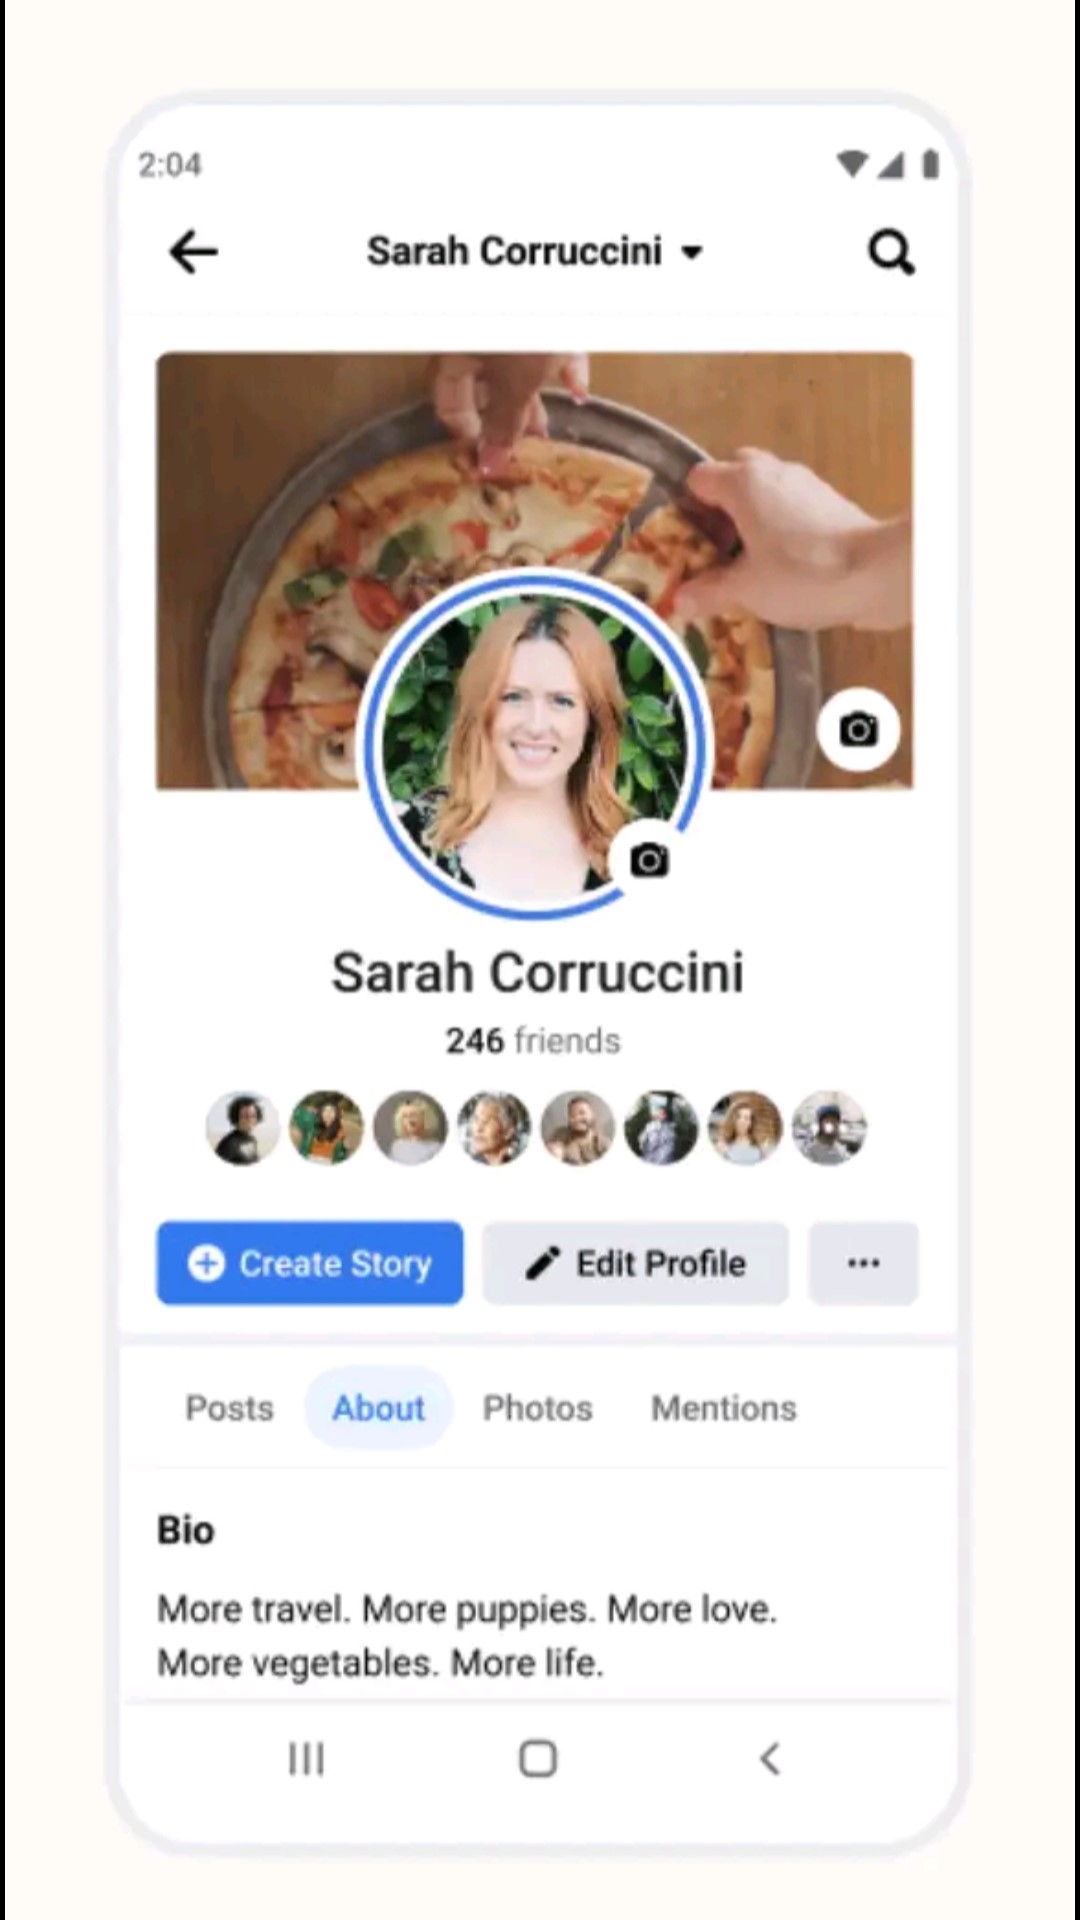 2:04
Sarah Corruccini
Sarah Corruccini
246 friends
Create Story
Edit Profile
Posts
About
Photos
Mentions
Bio
More travel. More puppies. More love.
More vegetables. More life.